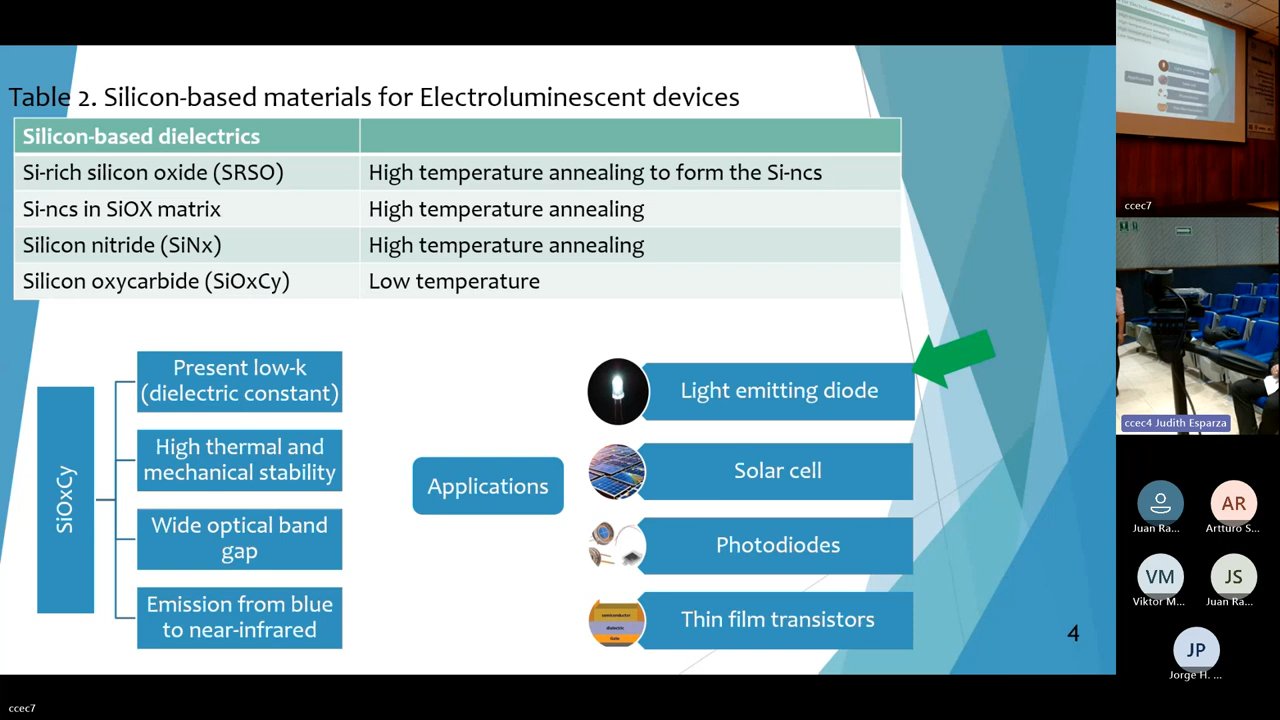 Table 2. Silicon-based materials for Electroluminescent devices
Silicon-based dielectrics
Si-rich silicon oxide (SRSO) High temperature annealing to form the Si-ncs
Si-ncs in SiOX matrix High temperature annealing
Silicon nitride (SiNx) High temperature annealing
Silicon oxycarbide (SiOxCy) Low temperature
SiOxCy
Present low-k
(dielectric constant)
High thermal and
mechanical stability
Wide optical band
gap
Emission from blue
to near-infrared
Applications
Light emitting diode
Solar cell
Photodiodes
Thin film transistors
semiconductor
dielectric
Gate
4
ccec7
ccec7
ccec4 Judith Esparza
Juan Ra...
AR
Artturo S...
VM
Viktor M...
JS
Juan Ra...
JP
Jorge H. ...